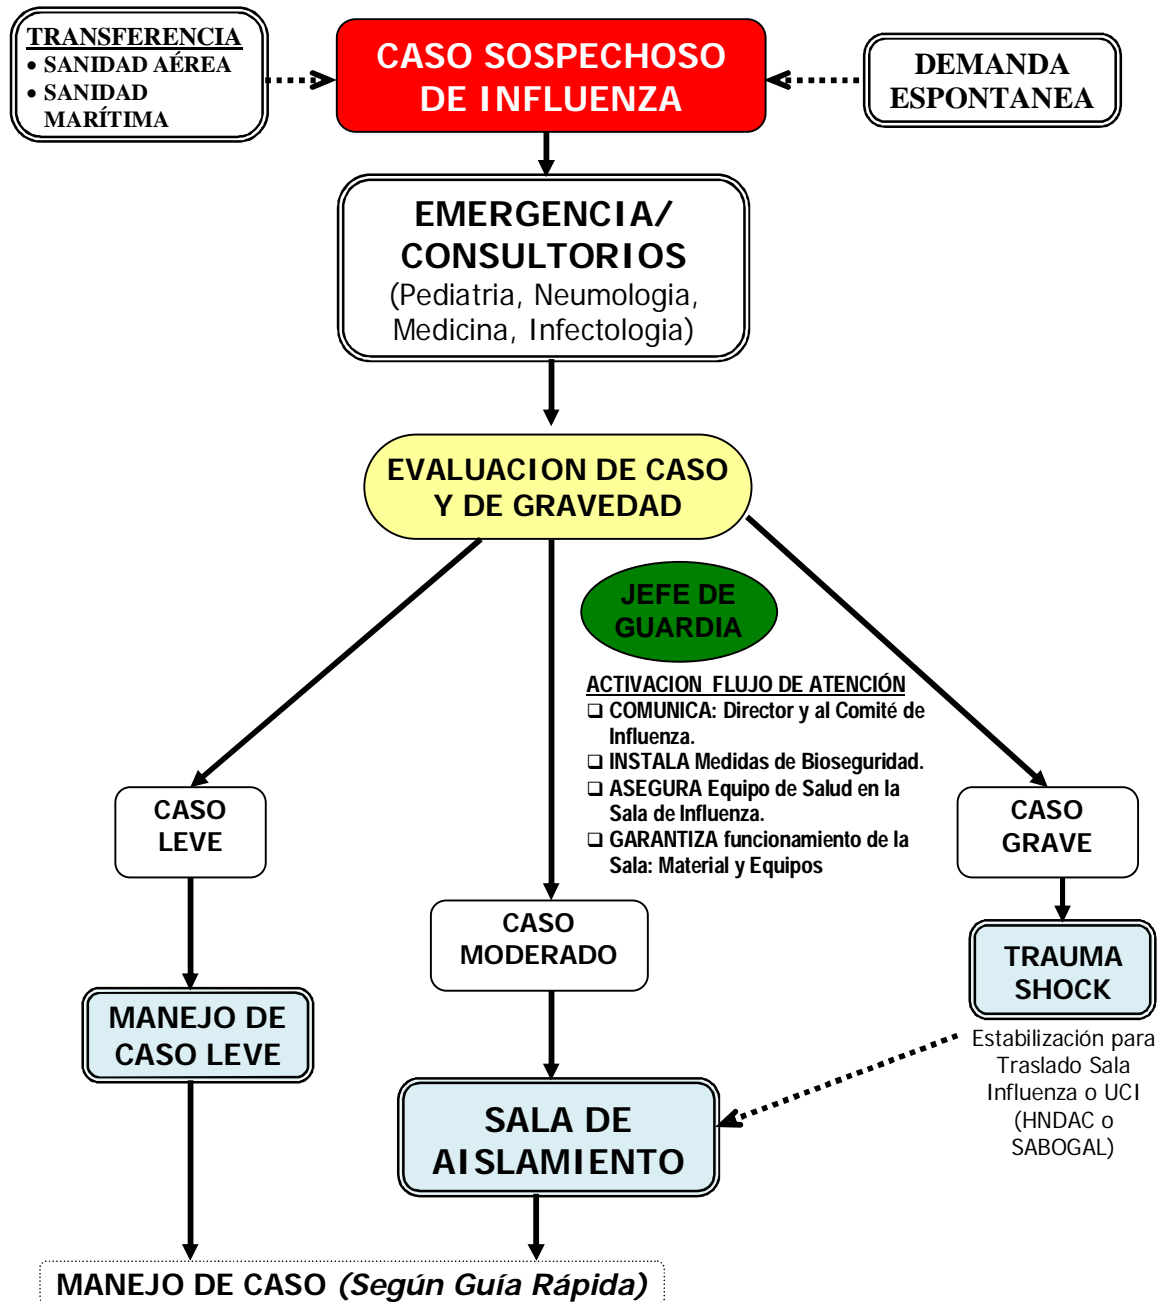 TRANSFERENCIA
• SANIDAD AÉREA
• SANIDAD
MARÍTIMA
CASO SOSPECHOSO
DE INFLUENZA
DEMANDA
ESPONTANEA
EMERGENCIA/
CONSULTORIOS
(Pediatria, Neumologia,
Medicina, Infectologia)
EVALUACION DE CASO
Y DE GRAVEDAD
JEFE DE
GUARDIA
ACTIVACION FLUJO DE ATENCIÓN
❑ COMUNICA: Director y al Comité de
Influenza.
❑ INSTALA Medidas de Bioseguridad.
❑ ASEGURA Equipo de Salud en la
Sala de Influenza.
❑ GARANTIZA funcionamiento de la
Sala: Material y Equipos
CASO
LEVE
CASO
MODERADO
CASO
GRAVE
MANEJO DE
CASO LEVE
TRAUMA
SHOCK
Estabilización para
Traslado Sala
Influenza o UCI
(HNDAC o
SABOGAL)
SALA DE
AISLAMIENTO
MANEJO DE CASO (Según Guía Rápida)